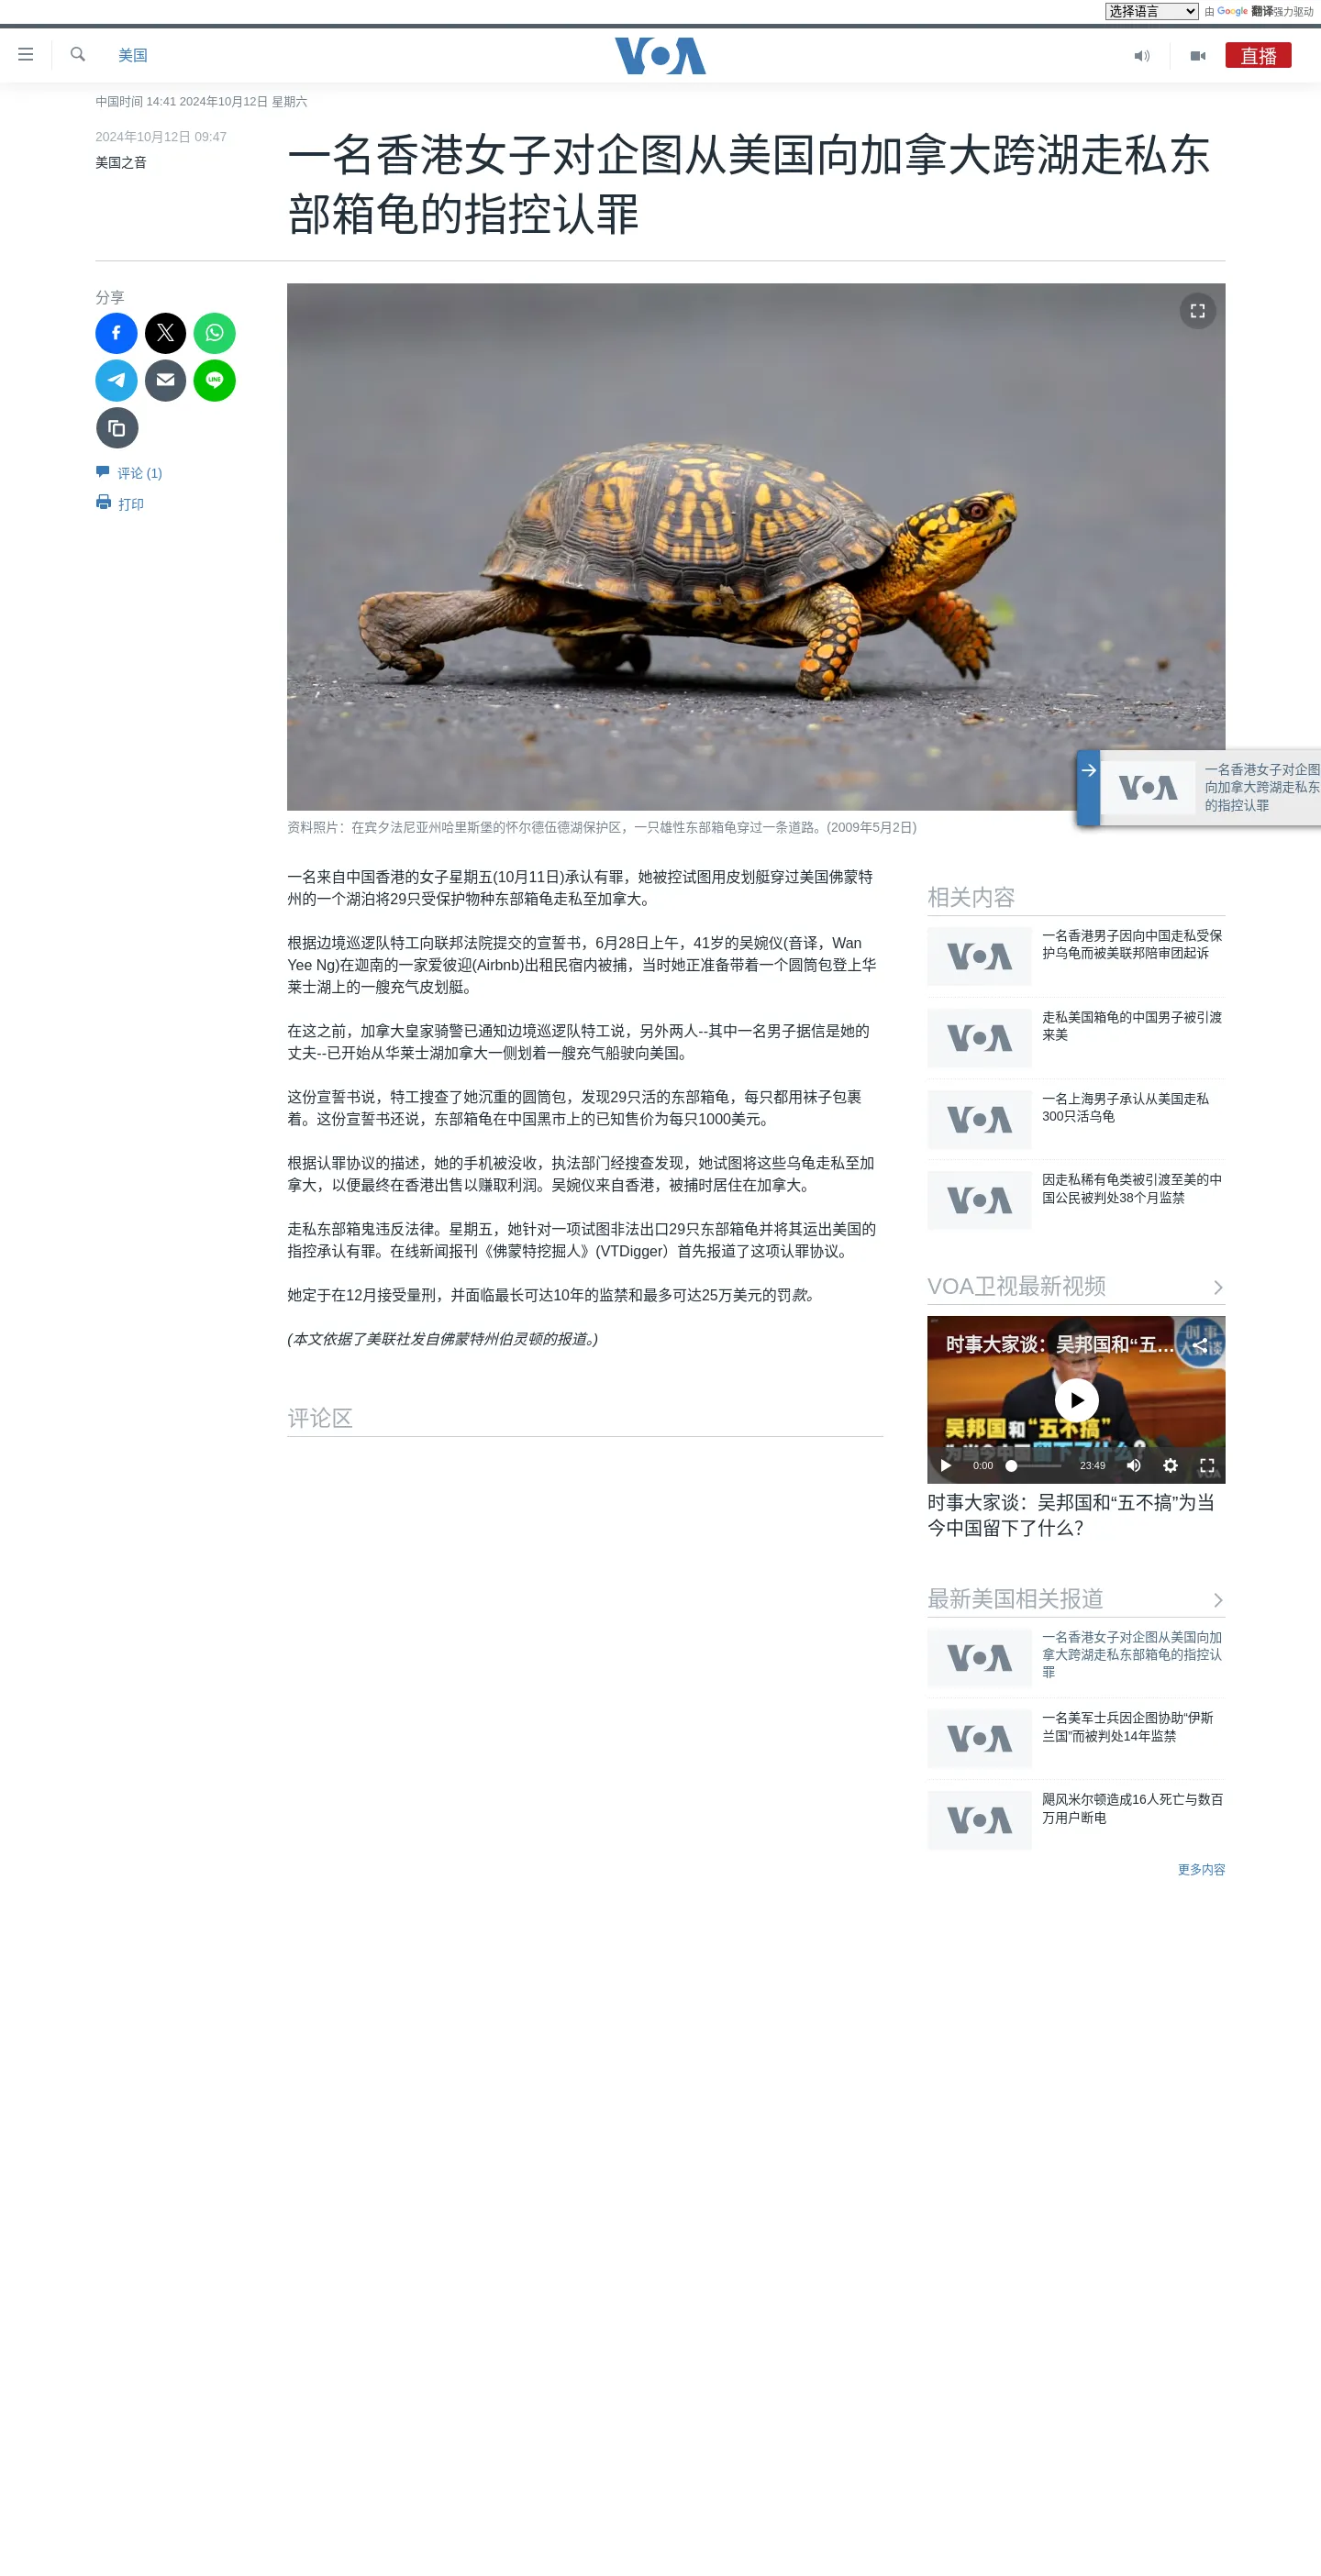 选择语言
由 Google 翻译强力驱动
美国
VOA
直播
中国时间 14:41 2024年10月12日 星期六
2024年10月12日 09:47
美国之音
一名香港女子对企图从美国向加拿大跨湖走私东
部箱龟的指控认罪
分享
评论 (1)
打印
VOA
一名香港女子对企图
向加拿大跨湖走私东
的指控认罪
资料照片：在宾夕法尼亚州哈里斯堡的怀尔德伍德湖保护区，一只雄性东部箱龟穿过一条道路。(2009年5月2日)
一名来自中国香港的女子星期五(10月11日)承认有罪，她被控试图用皮划艇穿过美国佛蒙特
州的一个湖泊将29只受保护物种东部箱龟走私至加拿大。
根据边境巡逻队特工向联邦法院提交的宣誓书，6月28日上午，41岁的吴婉仪(音译，Wan
Yee Ng)在迦南的一家爱彼迎(Airbnb)出租民宿内被捕，当时她正准备带着一个圆筒包登上华
莱士湖上的一艘充气皮划艇。
在这之前，加拿大皇家骑警已通知边境巡逻队特工说，另外两人--其中一名男子据信是她的
丈夫--已开始从华莱士湖加拿大一侧划着一艘充气船驶向美国。
这份宣誓书说，特工搜查了她沉重的圆筒包，发现29只活的东部箱龟，每只都用袜子包裹
着。这份宣誓书还说，东部箱龟在中国黑市上的已知售价为每只1000美元。
根据认罪协议的描述，她的手机被没收，执法部门经搜查发现，她试图将这些乌龟走私至加
拿大，以便最终在香港出售以赚取利润。吴婉仪来自香港，被捕时居住在加拿大。
走私东部箱鬼违反法律。星期五，她针对一项试图非法出口29只东部箱龟并将其运出美国的
指控承认有罪。在线新闻报刊《佛蒙特挖掘人》(VTDigger）首先报道了这项认罪协议。
她定于在12月接受量刑，并面临最长可达10年的监禁和最多可达25万美元的罚款。
(本文依据了美联社发自佛蒙特州伯灵顿的报道。)
评论区
相关内容
VOA
一名香港男子因向中国走私受保
护乌龟而被美联邦陪审团起诉
VOA
走私美国箱龟的中国男子被引渡
来美
VOA
一名上海男子承认从美国走私
300只活乌龟
VOA
因走私稀有龟类被引渡至美的中
国公民被判处38个月监禁
VOA卫视最新视频
时事大家谈：吴邦国和“五...
时事
大家谈
吴邦国和“五不搞”
为当今中国留下了什么？
VOA
0:00
23:49
时事大家谈：吴邦国和“五不搞”为当
今中国留下了什么？
最新美国相关报道
VOA
一名香港女子对企图从美国向加
拿大跨湖走私东部箱龟的指控认
罪
VOA
一名美军士兵因企图协助“伊斯
兰国”而被判处14年监禁
VOA
飓风米尔顿造成16人死亡与数百
万用户断电
更多内容